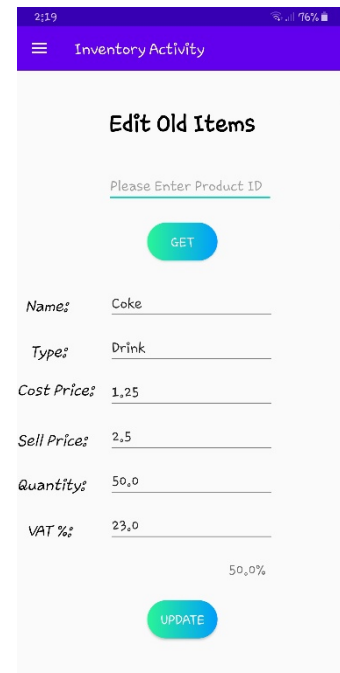 2:19 76%
Inventory Activity
Edit Old Items
Please Enter Product ID
GET
Name: Coke
Type: Drink
Cost Price: 1.25
Sell Price: 2.5
Quantity: 50.0
VAT %: 23.0
50.0%
UPDATE